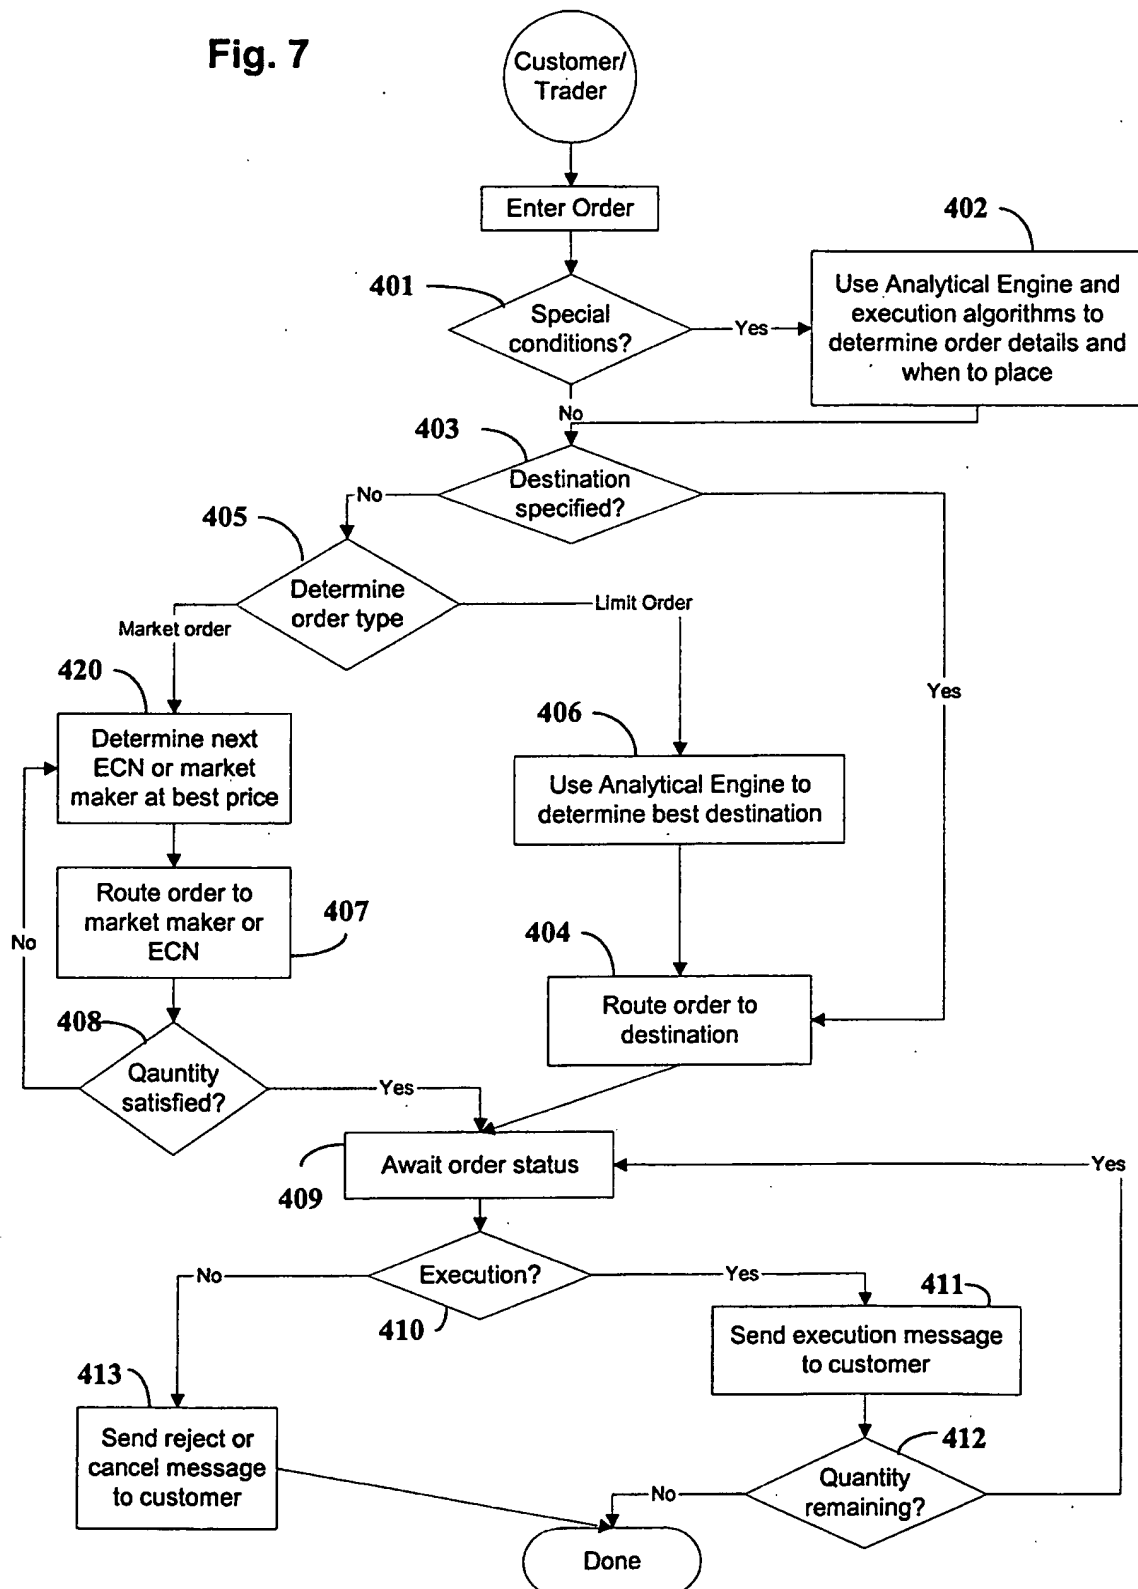 Fig. 7
Customer/
Trader
Enter Order
402
401
Special
conditions?
Yes
Use Analytical Engine and
execution algorithms to
determine order details and
when to place
No
403
Destination
specified?
No
405
Determine
order type
Limit Order
Market order
420
Yes
406
Determine next
ECN or market
maker at best price
Use Analytical Engine to
determine best destination
Route order to
market maker or
ECN
407
No
404
Route order to
destination
408
Qauntity
satisfied?
Yes
Await order status
Yes
409
Execution?
No
Yes
410
411
Send execution message
to customer
413
Send reject or
cancel message
to customer
412
Quantity
remaining?
No
Done